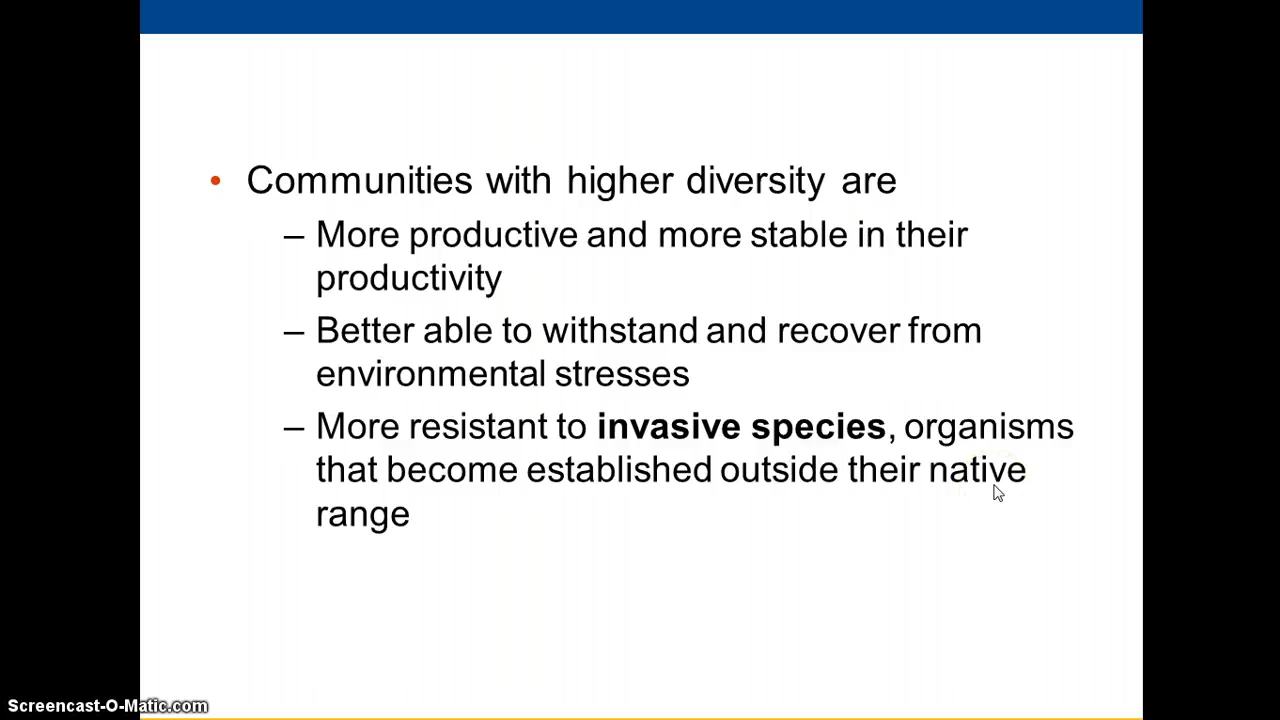 • Communities with higher diversity are
– More productive and more stable in their
productivity
– Better able to withstand and recover from
environmental stresses
– More resistant to invasive species, organisms
that become established outside their native
range
Screencast-O-Matic.com